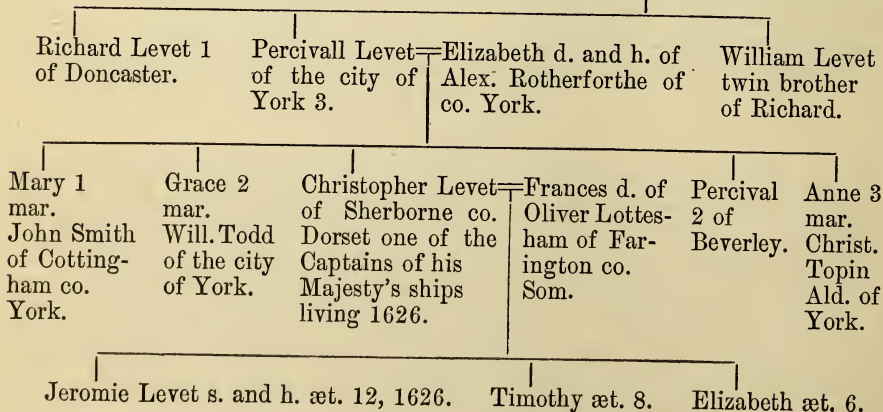 Richard Levet 1
of Doncaster.
Percivall Levet
of the city of
York 3.
Elizabeth d. and h. of
Alex. Rotherforthe of
co. York.
William Levet
twin brother
of Richard.
Mary 1
mar.
John Smith
of Cotting-
ham co.
York.
Grace 2
mar.
Will. Todd
of the city
of York.
Christopher Levet
of Sherborne co.
Dorset one of the
Captains of his
Majesty's ships
living 1626.
Frances d. of
Oliver Lottes-
ham of Far-
ington co.
Som.
Percival
2 of
Beverley.
Anne 3
mar.
Christ.
Topin
Ald. of
York.
Jeromie Levet s. and h. æt. 12, 1626.
Timothy æt. 8.
Elizabeth æt. 6.